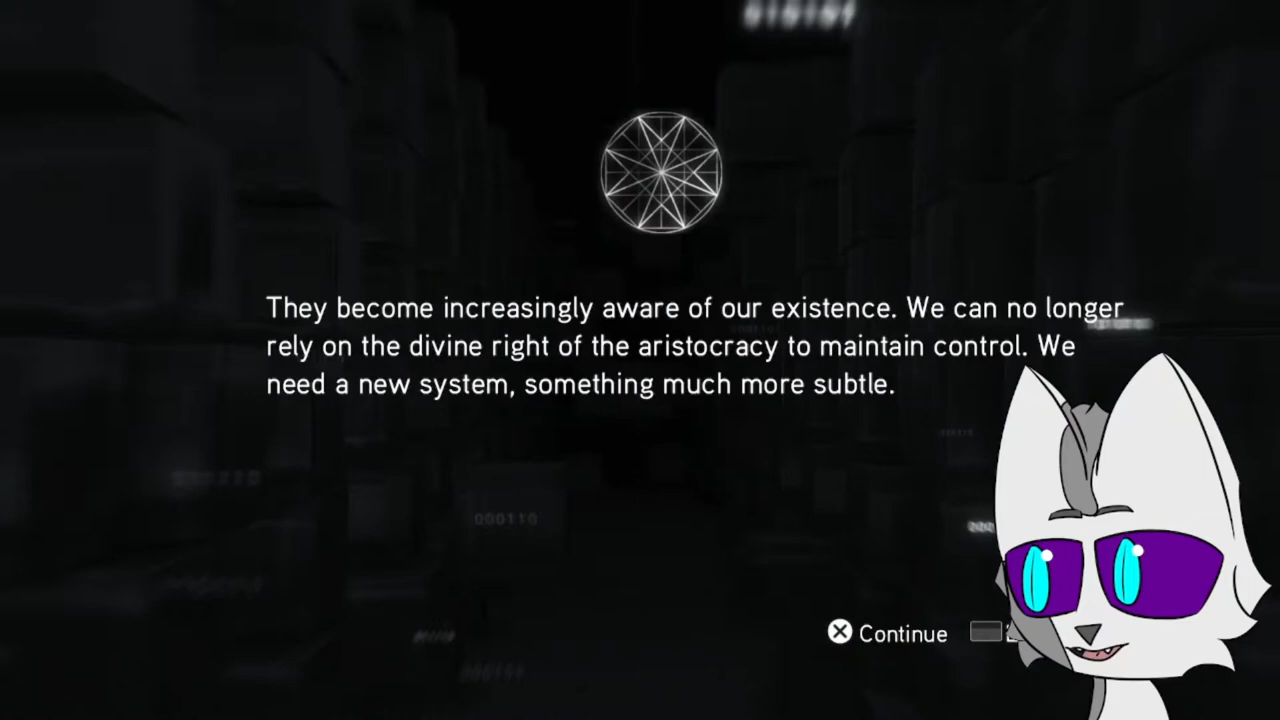 They become increasingly aware of our existence. We can no longer
rely on the divine right of the aristocracy to maintain control. We
need a new system, something much more subtle.
000110
Continue